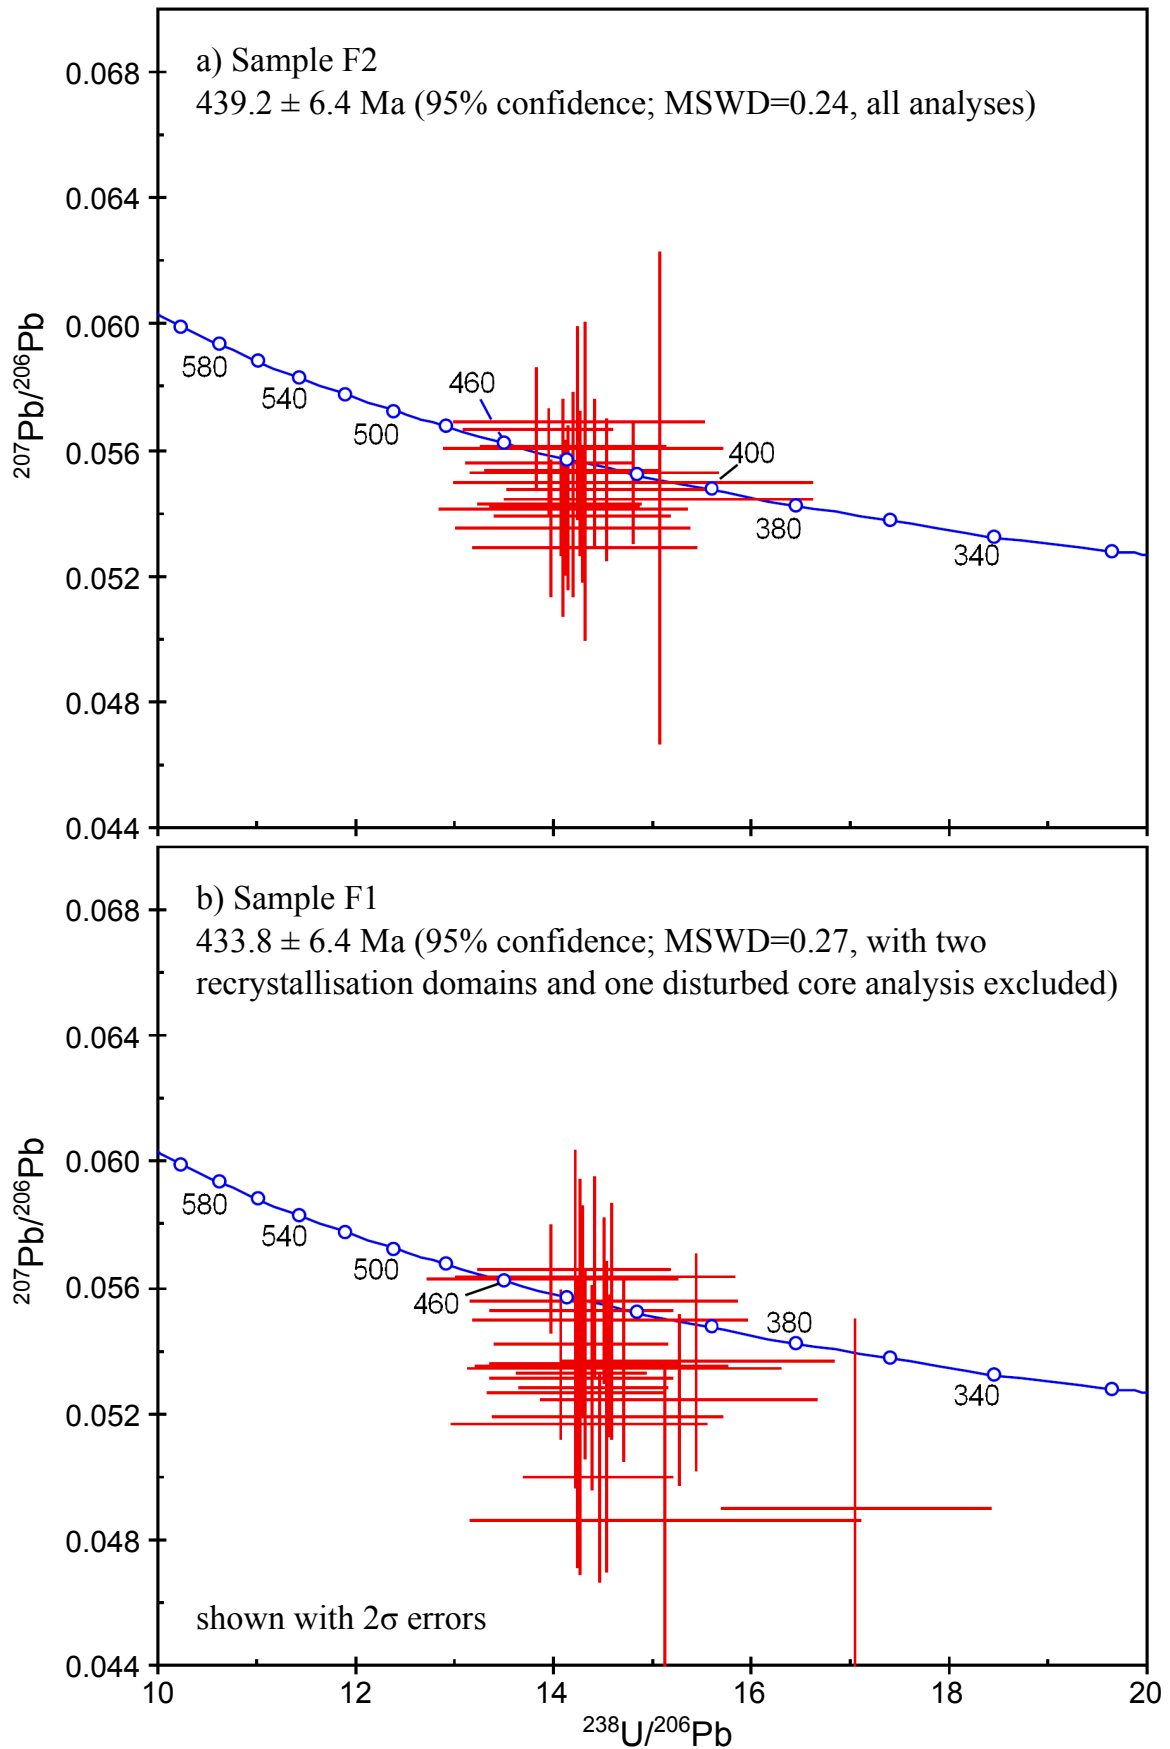 a) Sample F2
439.2 ± 6.4 Ma (95% confidence; MSWD=0.24, all analyses)
0.068
0.064
0.060
0.056
0.052
0.048
0.044
²⁰⁷Pb/²⁰⁶Pb
580
540
500
460
400
380
340
b) Sample F1
433.8 ± 6.4 Ma (95% confidence; MSWD=0.27, with two
recrystallisation domains and one disturbed core analysis excluded)
0.068
0.064
0.060
0.056
0.052
0.048
0.044
²⁰⁷Pb/²⁰⁶Pb
580
540
500
460
380
340
shown with 2σ errors
10 12 14 16 18 20
²³⁸U/²⁰⁶Pb